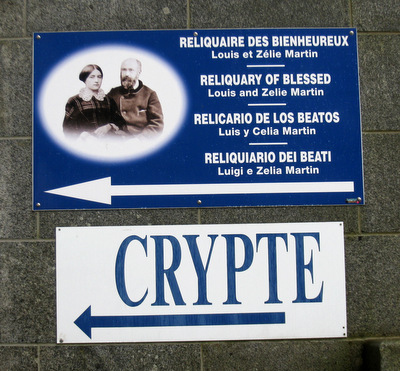 RELIQUAIRE DES BIENHEUREUX
Louis et Zélie Martin
RELIQUARY OF BLESSED
Louis and Zelie Martin
RELICARIO DE LOS BEATOS
Luis y Celia Martin
RELIQUIARIO DEI BEATI
Luigi e Zelia Martin
CRYPTE